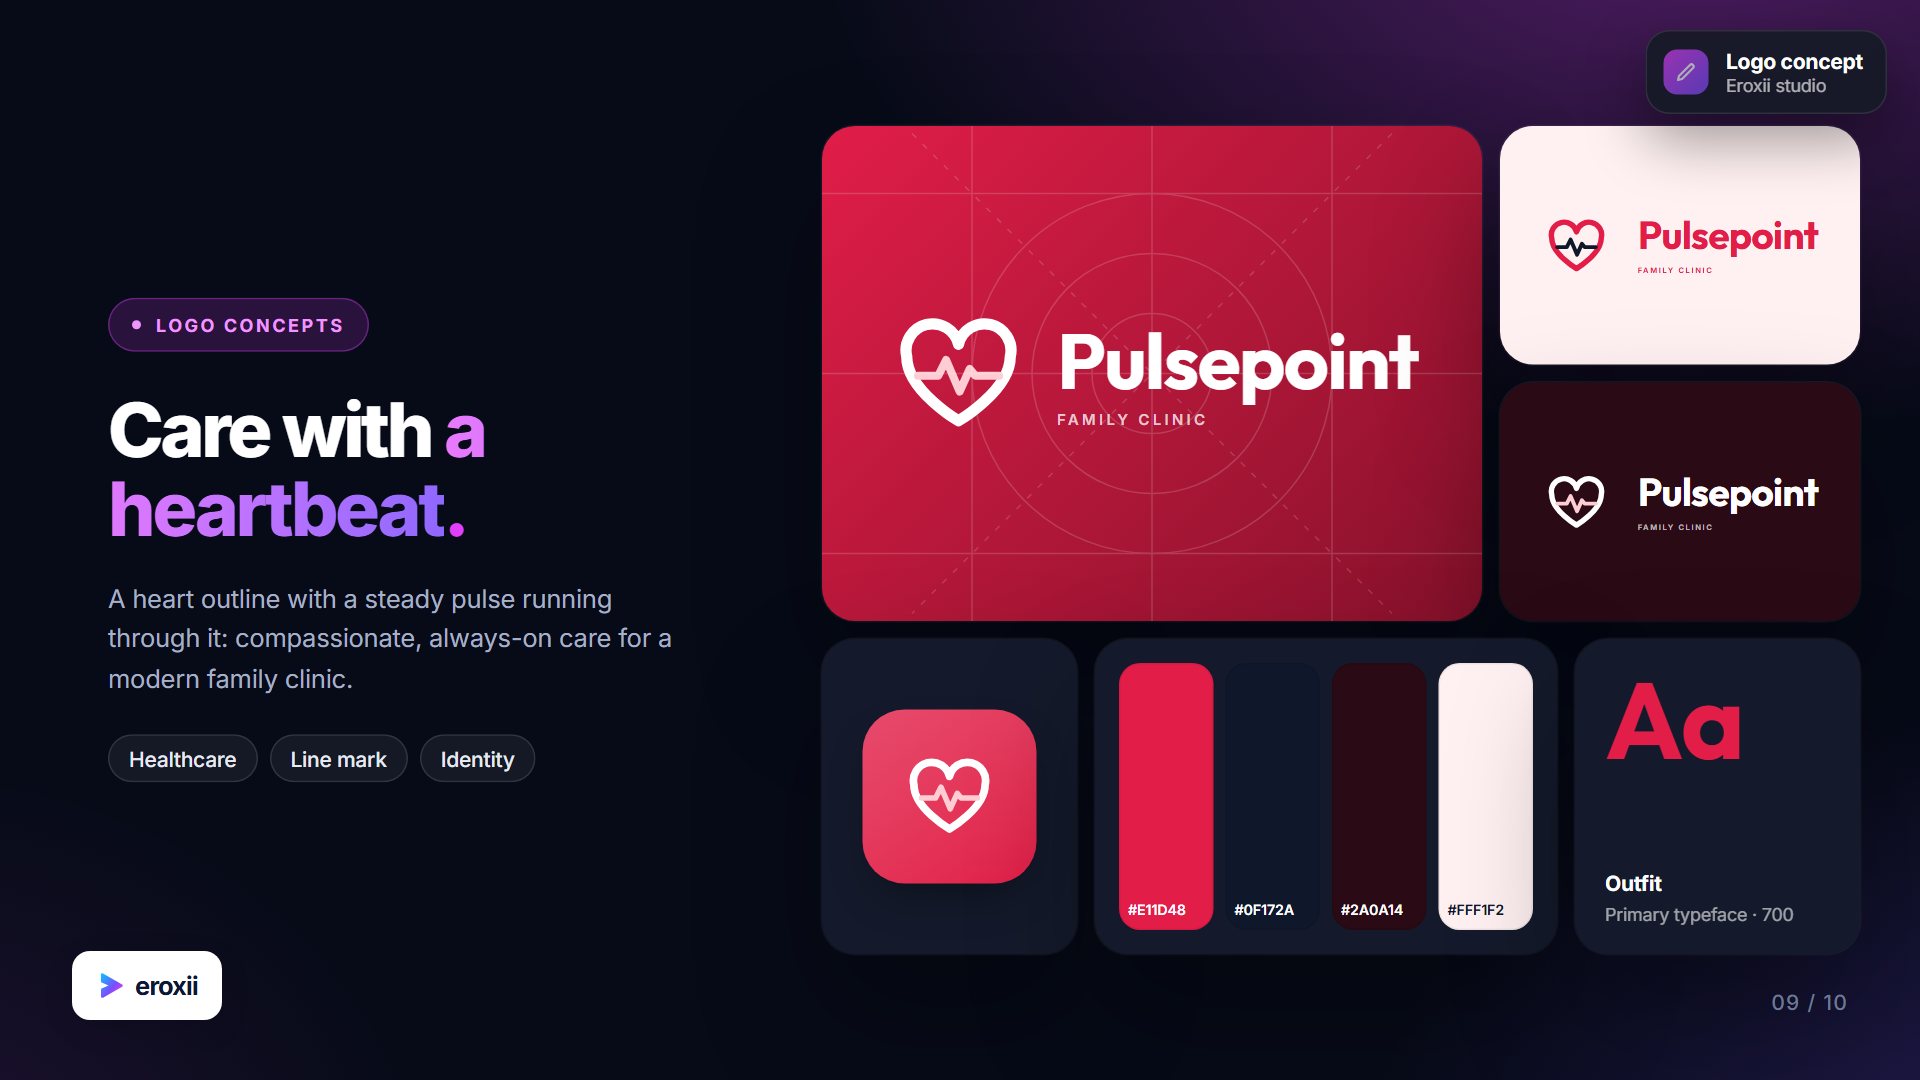 Logo concept
Eroxii studio
LOGO CONCEPTS
Care with a
heartbeat.
A heart outline with a steady pulse running
through it: compassionate, always-on care for a
modern family clinic.
Healthcare
Line mark
Identity
Pulsepoint
FAMILY CLINIC
Pulsepoint
FAMILY CLINIC
Pulsepoint
FAMILY CLINIC
#E11D48
#0F172A
#2A0A14
#FFF1F2
Aa
Outfit
Primary typeface · 700
eroxii
09 / 10